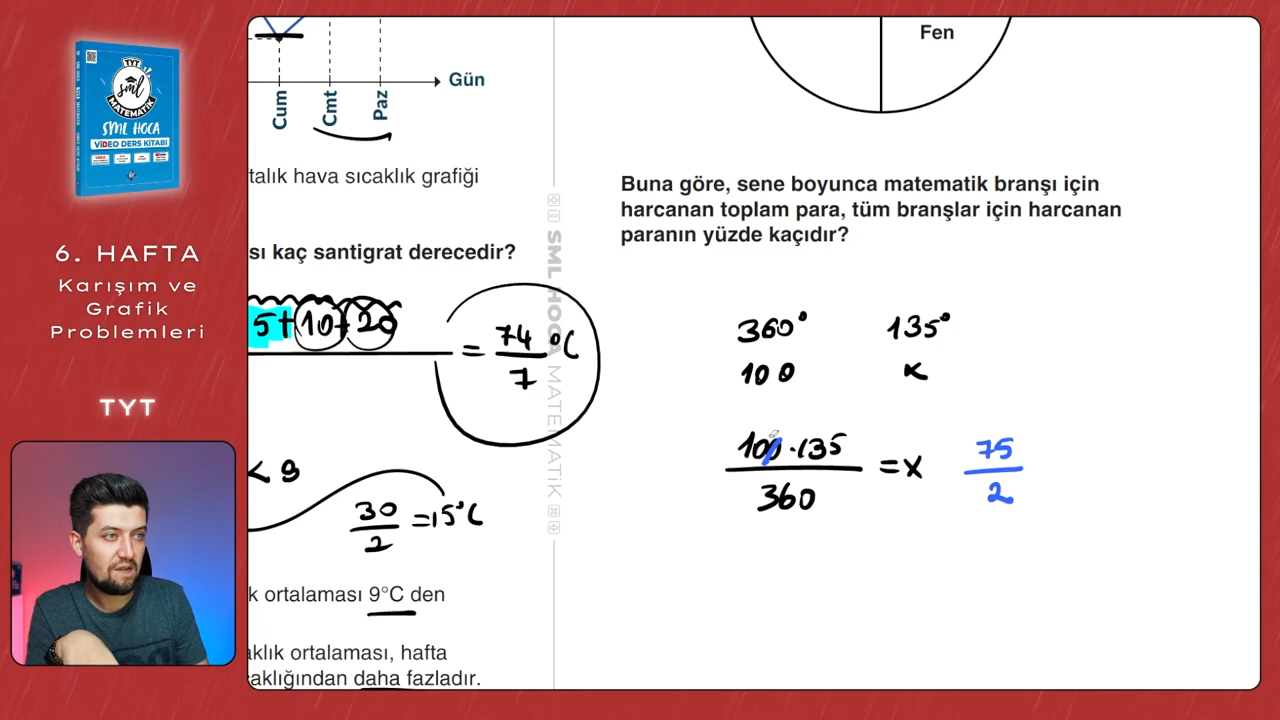 TYT
sml
MATEMATİK
SML HOCA
VİDEO DERS KİTABI
6. HAFTA
Karışım ve
Grafik
Problemleri
TYT
Cum
Cmt
Paz
Gün
talık hava sıcaklık grafiği
sı kaç santigrat derecedir?
5+10+20
= 74/7 °C
< 9
30/2 = 15°C
k ortalaması 9°C den
aklık ortalaması, hafta
caklığından daha fazladır.
SML HOCA MATEMATİK
Fen
Buna göre, sene boyunca matematik branşı için
harcanan toplam para, tüm branşlar için harcanan
paranın yüzde kaçıdır?
360° 135°
100 x
100·135
360
= x
75
2